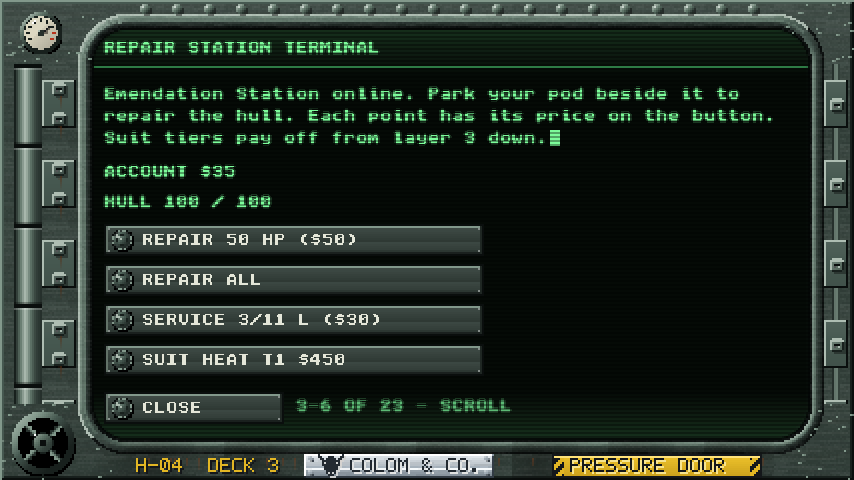 REPAIR STATION TERMINAL
Emendation Station online. Park your pod beside it to
repair the hull. Each point has its price on the button.
Suit tiers pay off from layer 3 down.
ACCOUNT $35
HULL 100 / 100
REPAIR 50 HP ($50)
REPAIR ALL
SERVICE 3/11 L ($30)
SUIT HEAT T1 $450
CLOSE
3-6 OF 23 - SCROLL
H-04 DECK 3 COLOM & CO. PRESSURE DOOR